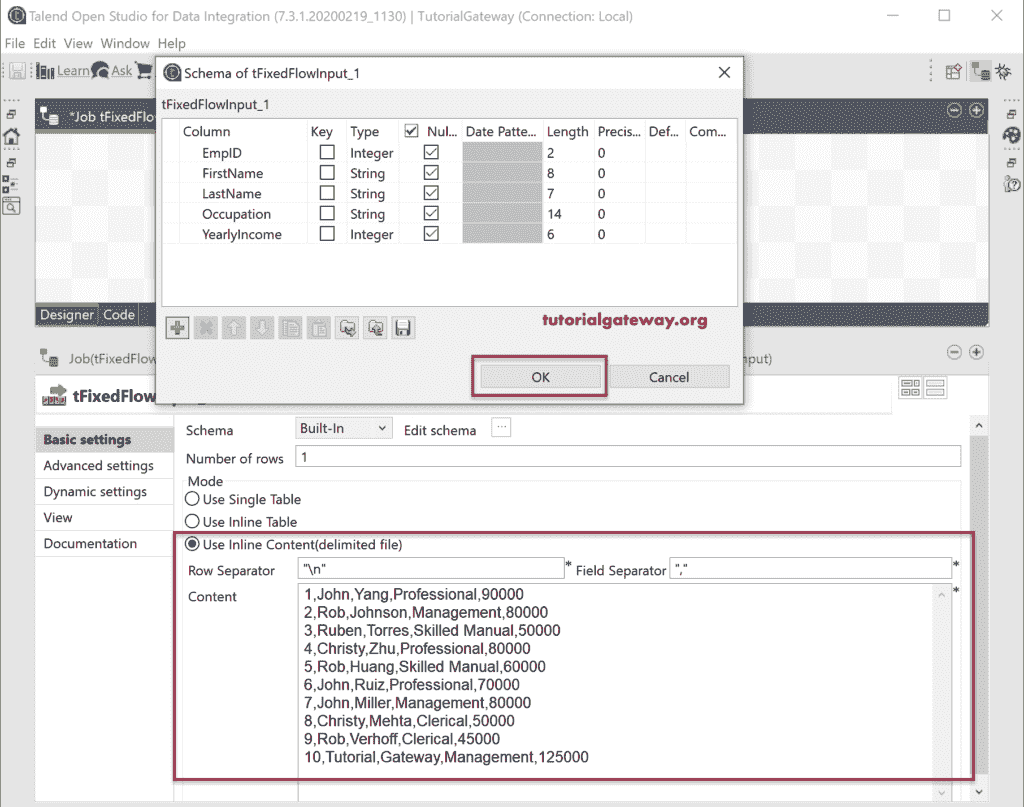 Talend Open Studio for Data Integration (7.3.1.20200219_1130) | TutorialGateway (Connection: Local)
File Edit View Window Help
Learn Ask
Schema of tFixedFlowInput_1
*Job tFixedFlo
tFixedFlowInput_1
Column Key Type Nul... Date Patte... Length Precis... Def... Com...
EmpID Integer 2 0
FirstName String 8 0
LastName String 7 0
Occupation String 14 0
YearlyIncome Integer 6 0
Designer Code
tutorialgateway.org
Job(tFixedFlow put)
OK Cancel
tFixedFlow
Basic settings
Advanced settings
Dynamic settings
View
Documentation
Schema Built-In Edit schema ...
Number of rows 1
Mode
Use Single Table
Use Inline Table
Use Inline Content(delimited file)
Row Separator "\n" * Field Separator "," *
Content *
1,John,Yang,Professional,90000
2,Rob,Johnson,Management,80000
3,Ruben,Torres,Skilled Manual,50000
4,Christy,Zhu,Professional,80000
5,Rob,Huang,Skilled Manual,60000
6,John,Ruiz,Professional,70000
7,John,Miller,Management,80000
8,Christy,Mehta,Clerical,50000
9,Rob,Verhoff,Clerical,45000
10,Tutorial,Gateway,Management,125000